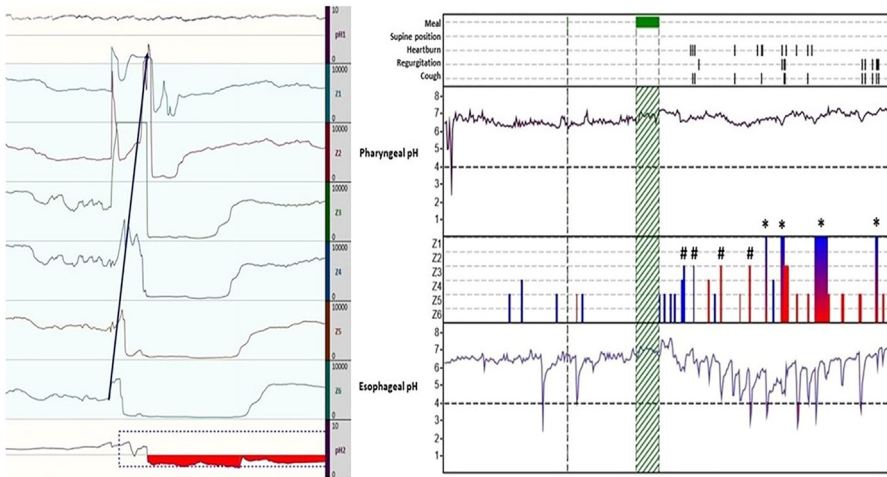 10
pH1
0
10000
Z1
0
10000
Z2
0
10000
Z3
0
10000
Z4
0
10000
Z5
0
10000
Z6
0
10
pH2
0
Meal
Supine position
Heartburn
Regurgitation
Cough
Pharyngeal pH
8
7
6
5
4
3
2
1
* * * *
# # # #
Z1
Z2
Z3
Z4
Z5
Z6
Esophageal pH
8
7
6
5
4
3
2
1